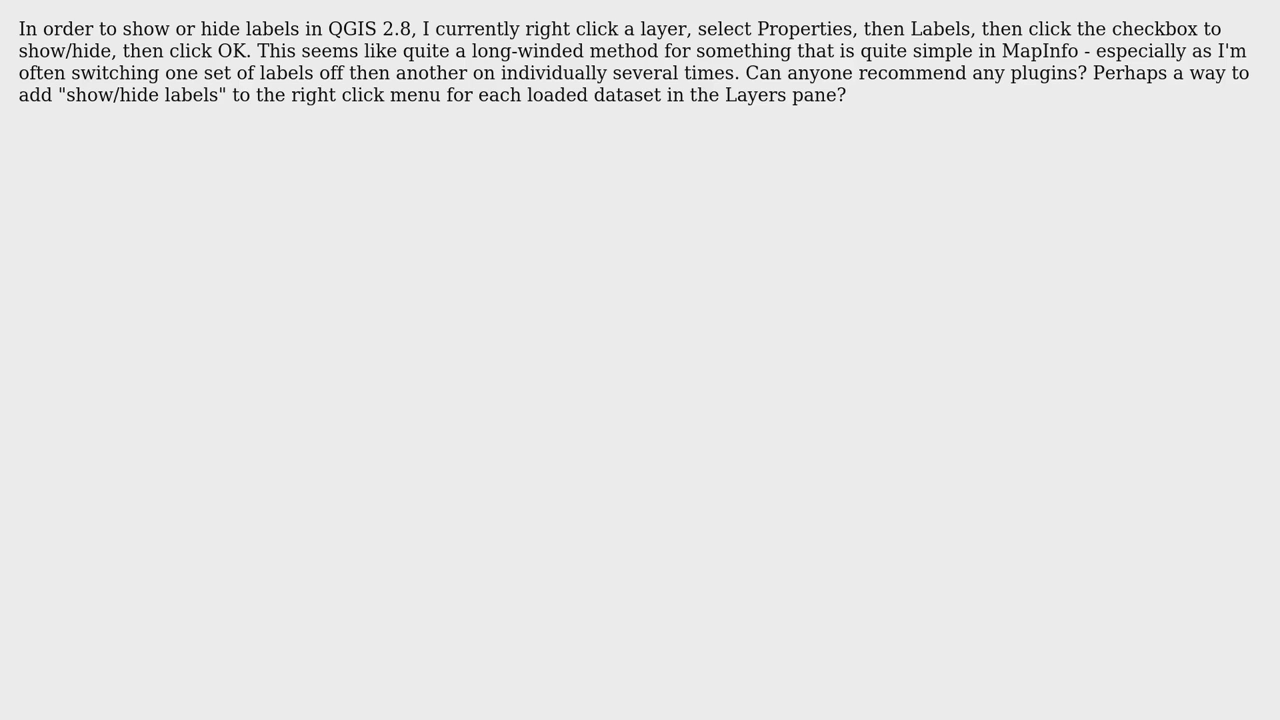 In order to show or hide labels in QGIS 2.8, I currently right click a layer, select Properties, then Labels, then click the checkbox to
show/hide, then click OK. This seems like quite a long-winded method for something that is quite simple in MapInfo - especially as I'm
often switching one set of labels off then another on individually several times. Can anyone recommend any plugins? Perhaps a way to
add "show/hide labels" to the right click menu for each loaded dataset in the Layers pane?